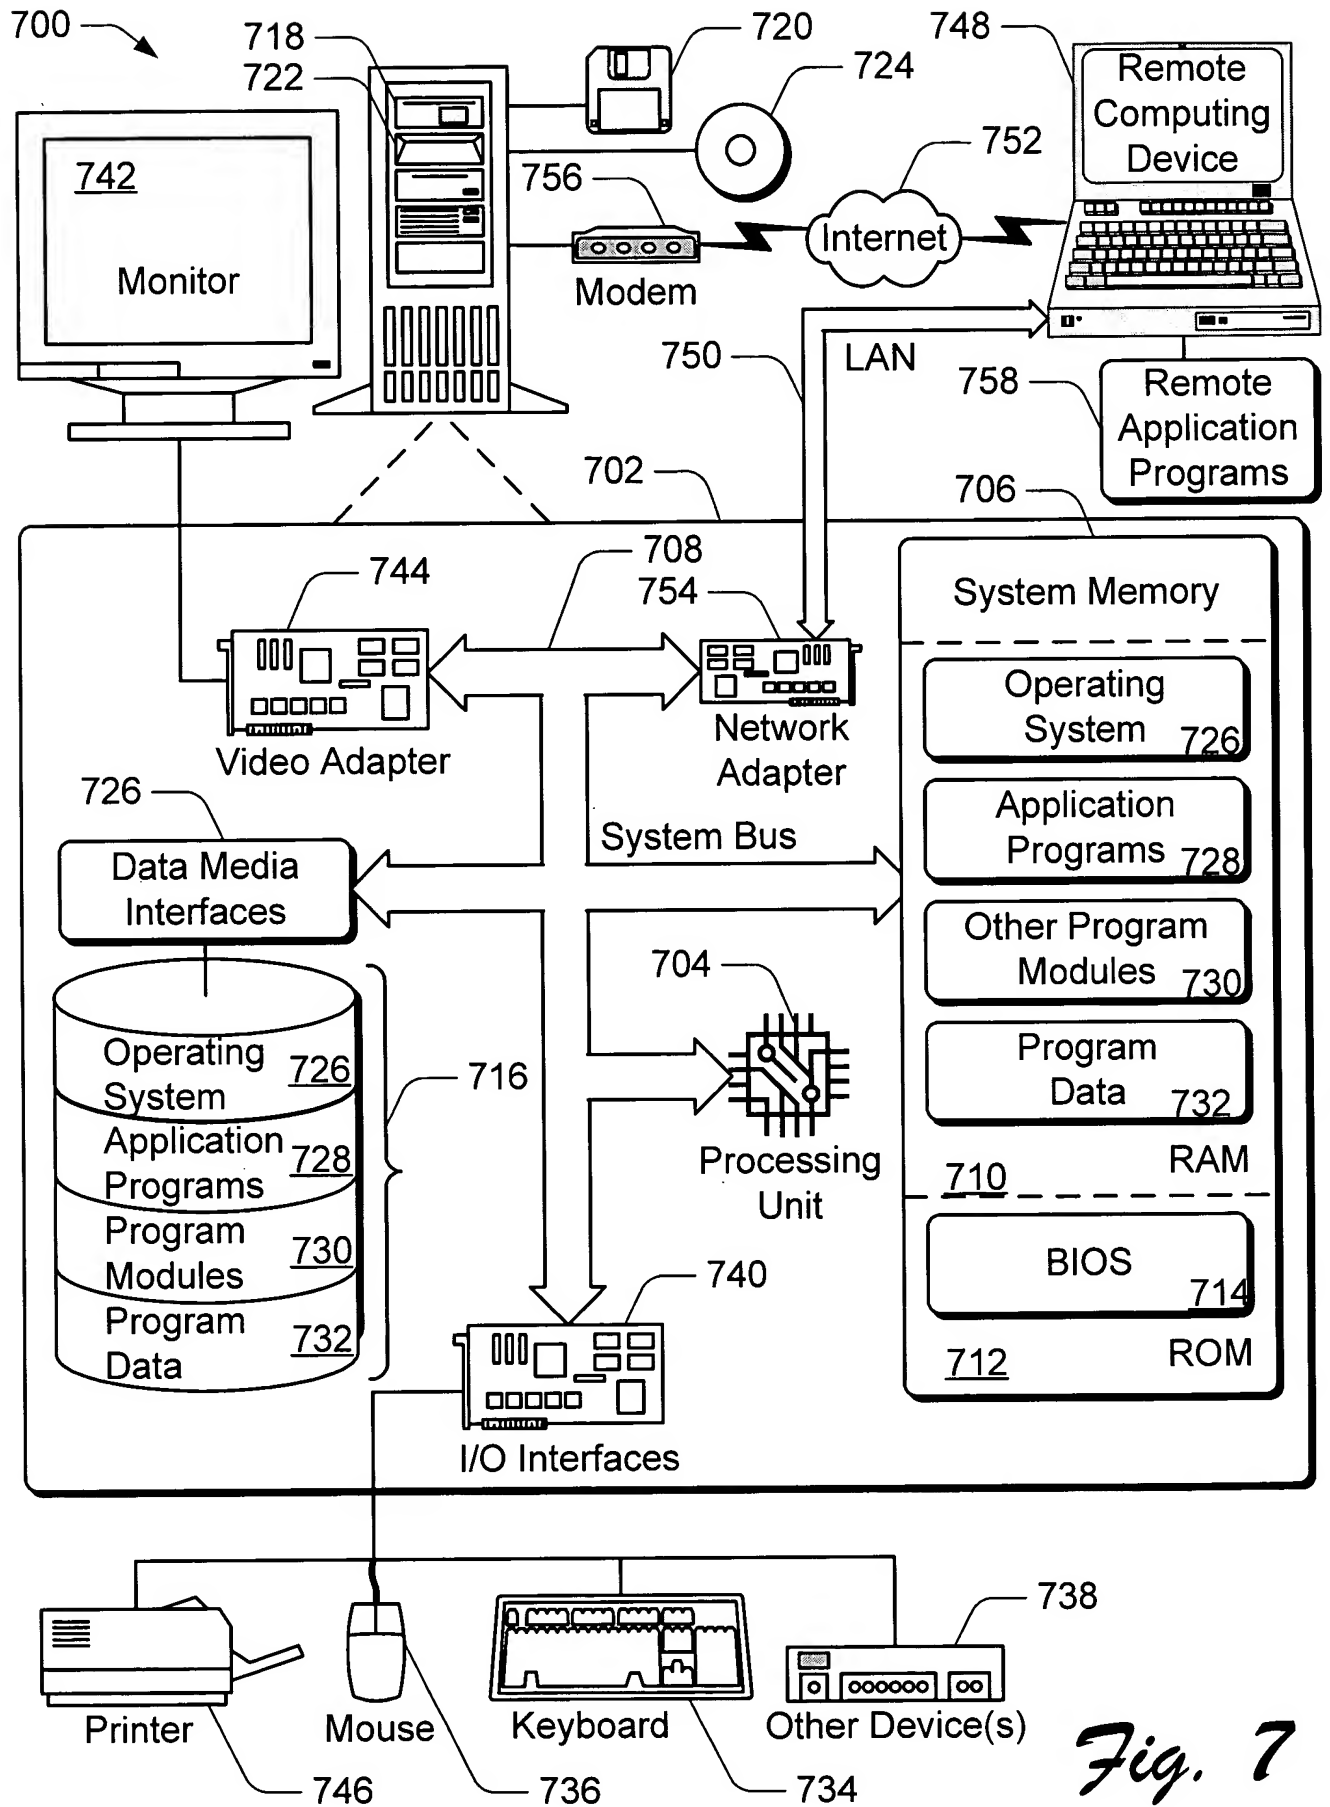 700
718
722
720
724
748
Remote
Computing
Device
742
Monitor
756
Modem
752
Internet
750
LAN
758
Remote
Application
Programs
702
706
744
708
754
System Memory
Video Adapter
Network
Adapter
Operating
System
726
Application
Programs
728
726
Data Media
Interfaces
System Bus
Other Program
Modules
730
704
Program
Data
732
Processing
Unit
710
RAM
Operating
System
726
716
Application
Programs
728
Program
Modules
730
Program
Data
732
BIOS
714
712
ROM
740
I/O Interfaces
738
Printer
Mouse
Keyboard
Other Device(s)
746
736
734
Fig. 7